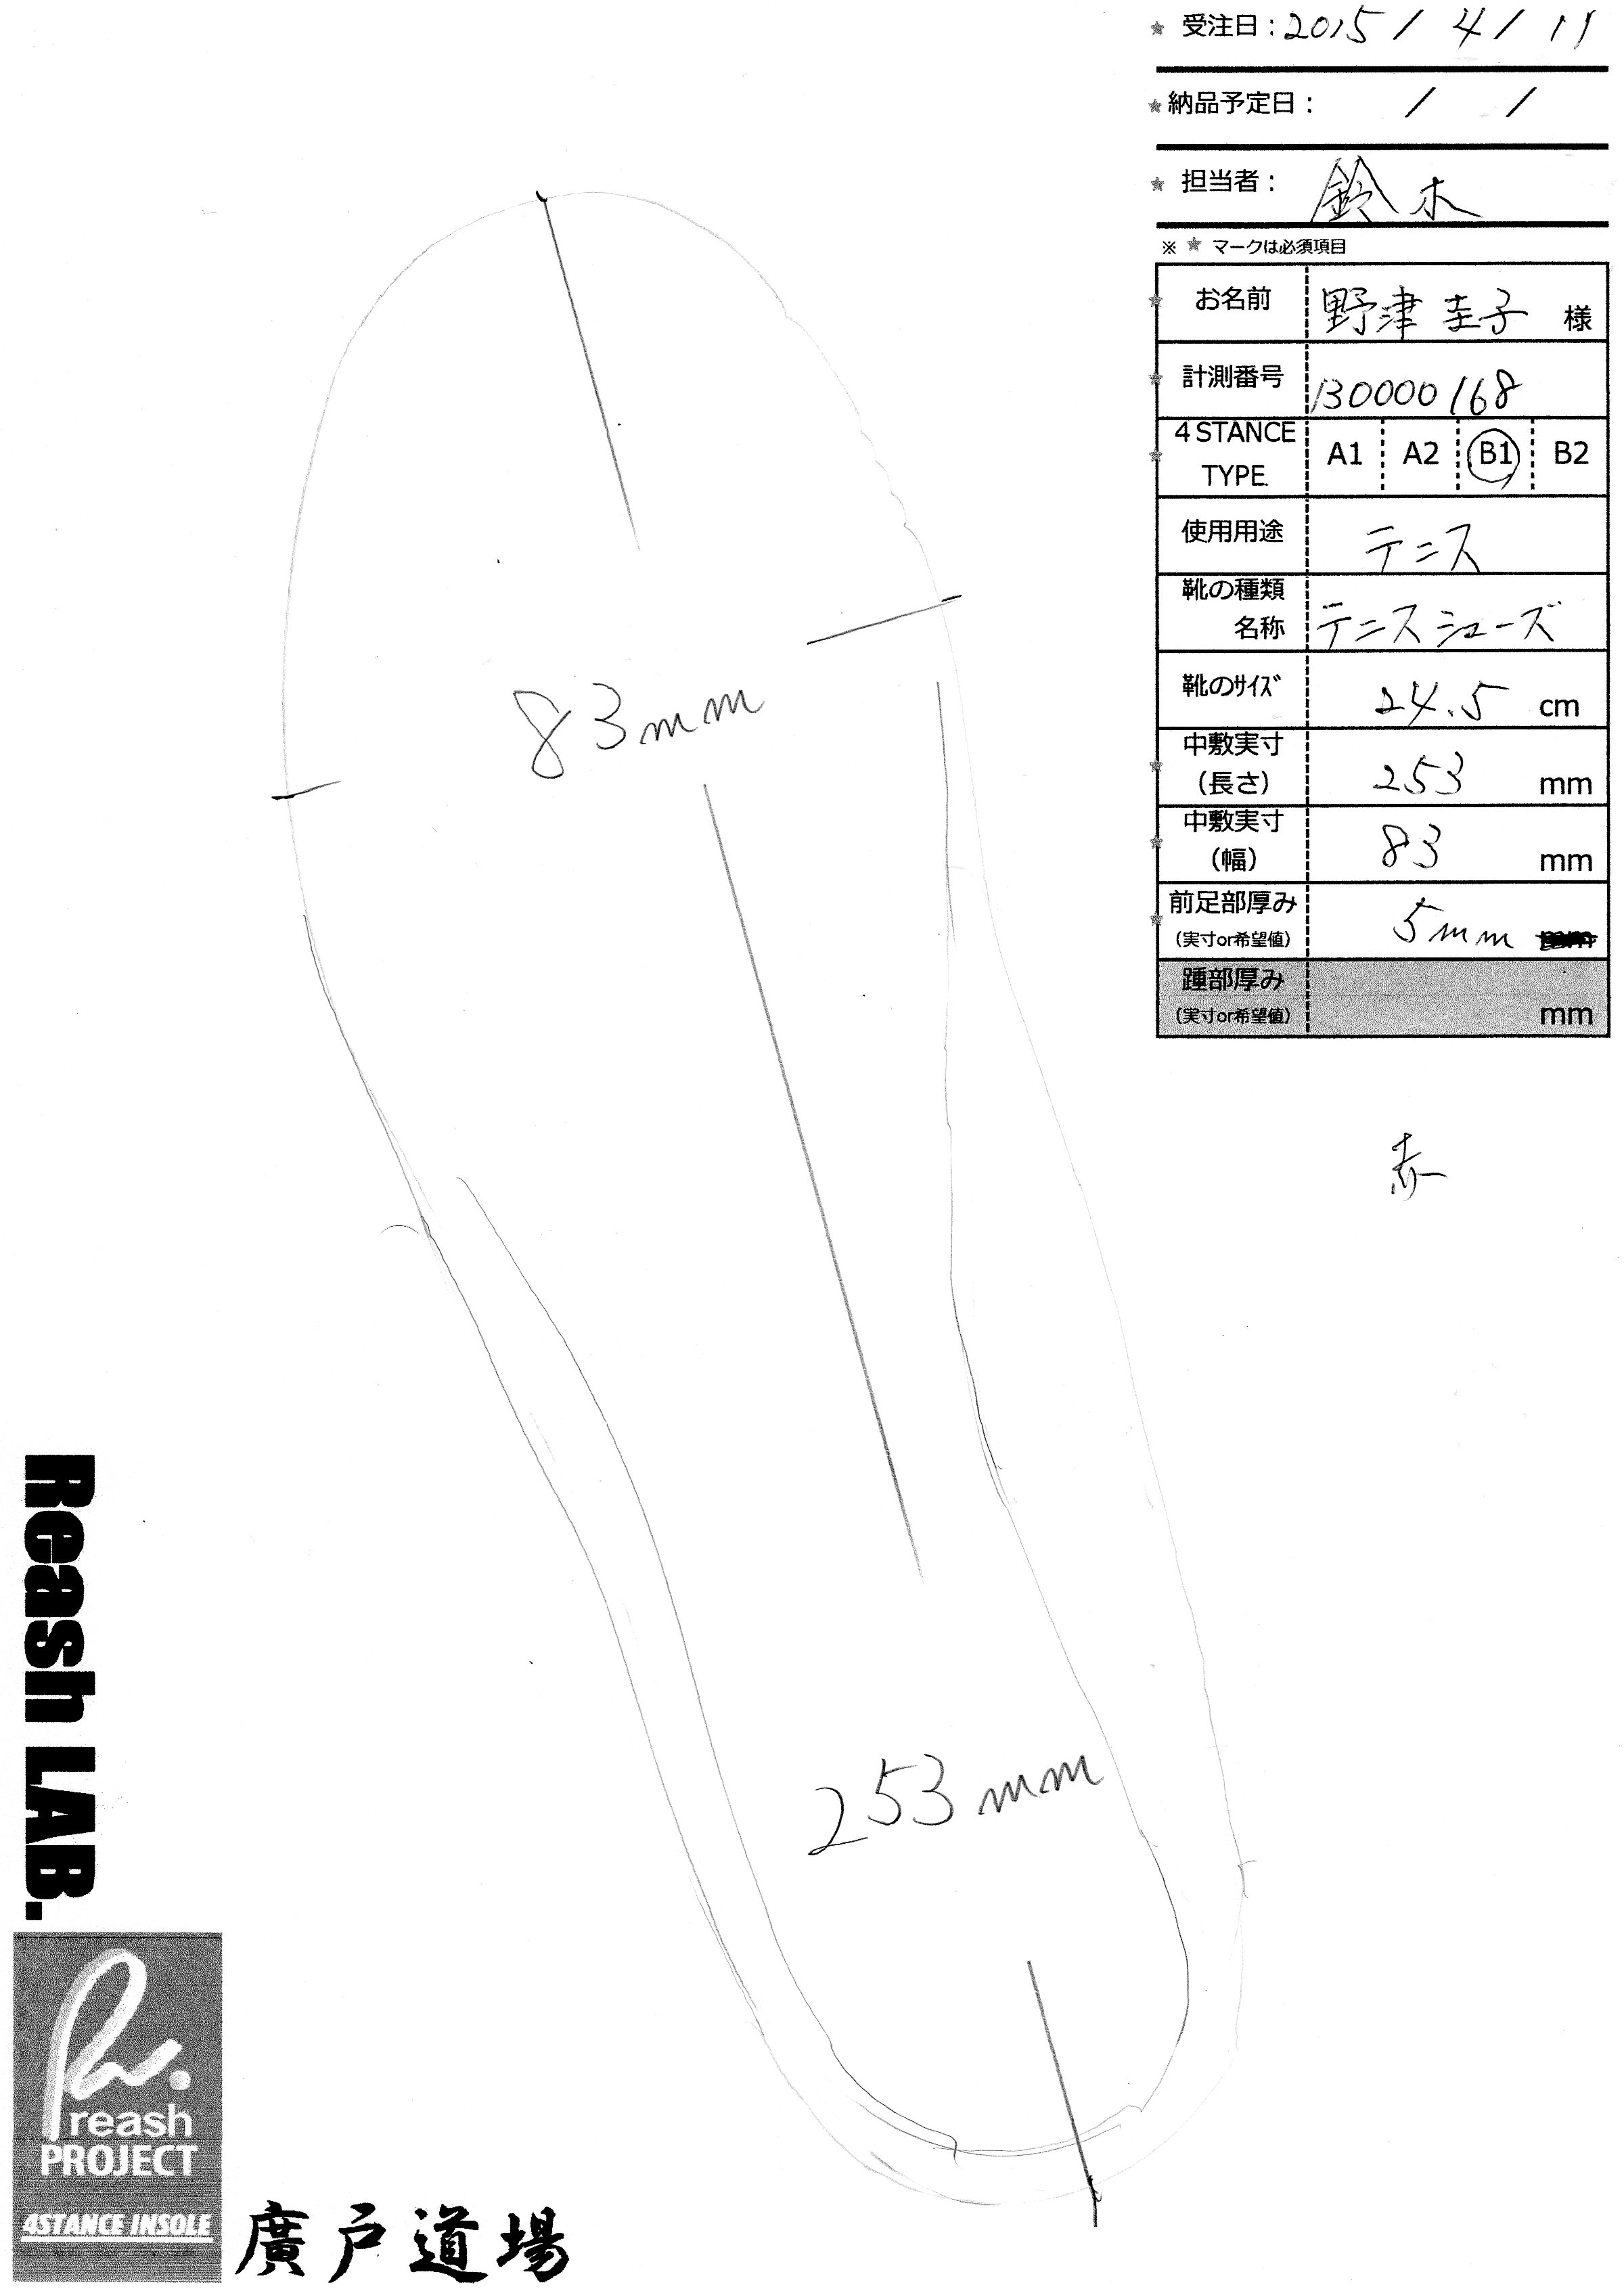 ★ 受注日：2015 / 4 / 11
★ 納品予定日： / /
★ 担当者： 鈴木
※ ★ マークは必須項目
★ お名前 野津 圭子 様
★ 計測番号 130000168
★ 4 STANCE TYPE A1 A2 B1 B2
使用用途 テニス
靴の種類 名称 テニスシューズ
靴のサイズ 24.5 cm
★ 中敷実寸 (長さ) 253 mm
★ 中敷実寸 (幅) 83 mm
★ 前足部厚み (実寸or希望値) 5mm
踵部厚み (実寸or希望値) mm
赤
83mm
253mm
Reash LAB.
reash
PROJECT
4STANCE INSOLE
廣戸道場